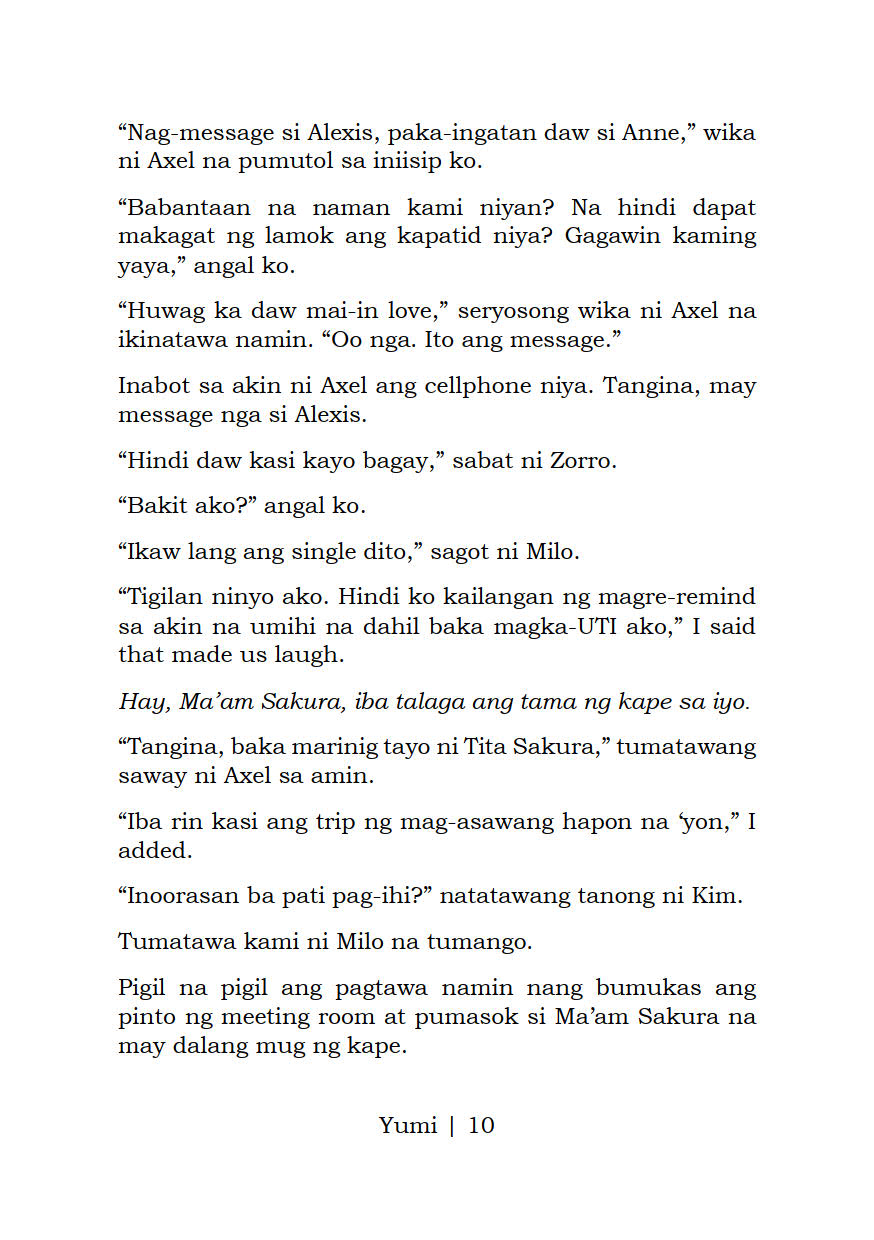 “Nag-message si Alexis, paka-ingatan daw si Anne,” wika
ni Axel na pumutol sa iniisip ko.
“Babantaan na naman kami niyan? Na hindi dapat
makagat ng lamok ang kapatid niya? Gagawin kaming
yaya,” angal ko.
“Huwag ka daw mai-in love,” seryosong wika ni Axel na
ikinatawa namin. “Oo nga. Ito ang message.”
Inabot sa akin ni Axel ang cellphone niya. Tangina, may
message nga si Alexis.
“Hindi daw kasi kayo bagay,” sabat ni Zorro.
“Bakit ako?” angal ko.
“Ikaw lang ang single dito,” sagot ni Milo.
“Tigilan ninyo ako. Hindi ko kailangan ng magre-remind
sa akin na umihi na dahil baka magka-UTI ako,” I said
that made us laugh.
Hay, Ma’am Sakura, iba talaga ang tama ng kape sa iyo.
“Tangina, baka marinig tayo ni Tita Sakura,” tumatawang
saway ni Axel sa amin.
“Iba rin kasi ang trip ng mag-asawang hapon na ‘yon,” I
added.
“Inoorasan ba pati pag-ihi?” natatawang tanong ni Kim.
Tumatawa kami ni Milo na tumango.
Pigil na pigil ang pagtawa namin nang bumukas ang
pinto ng meeting room at pumasok si Ma’am Sakura na
may dalang mug ng kape.
Yumi | 10